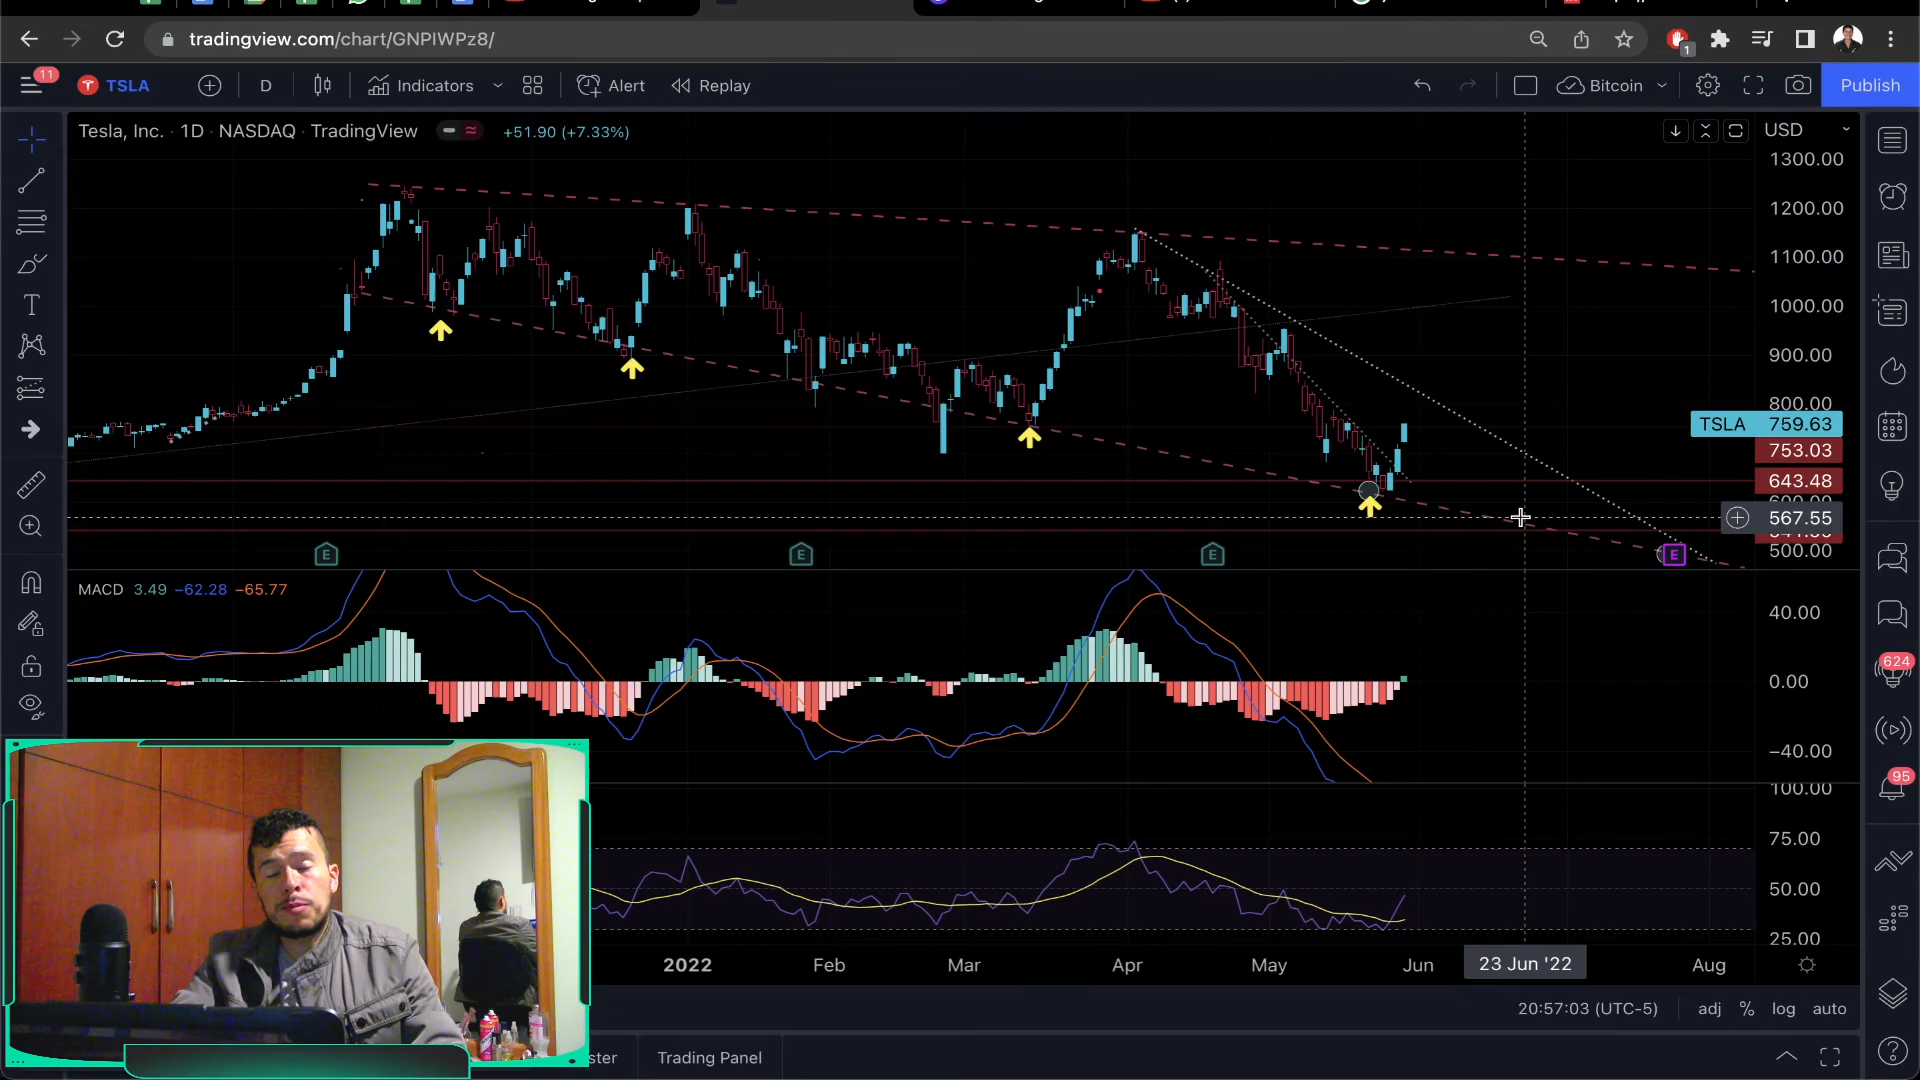 tradingview.com/chart/GNPIWPz8/
1
11
TSLA
D
Indicators
Alert
Replay
Bitcoin
Publish
Tesla, Inc. · 1D · NASDAQ · TradingView
+51.90 (+7.33%)
USD
1300.00
1200.00
1100.00
1000.00
900.00
800.00
TSLA 759.63
753.03
643.48
567.55
500.00
E
E
E
E
MACD 3.49 −62.28 −65.77
40.00
0.00
−40.00
624
95
100.00
75.00
50.00
25.00
2022
Feb
Mar
Apr
May
Jun
23 Jun '22
Aug
20:57:03 (UTC-5)
adj
%
log
auto
Trading Panel